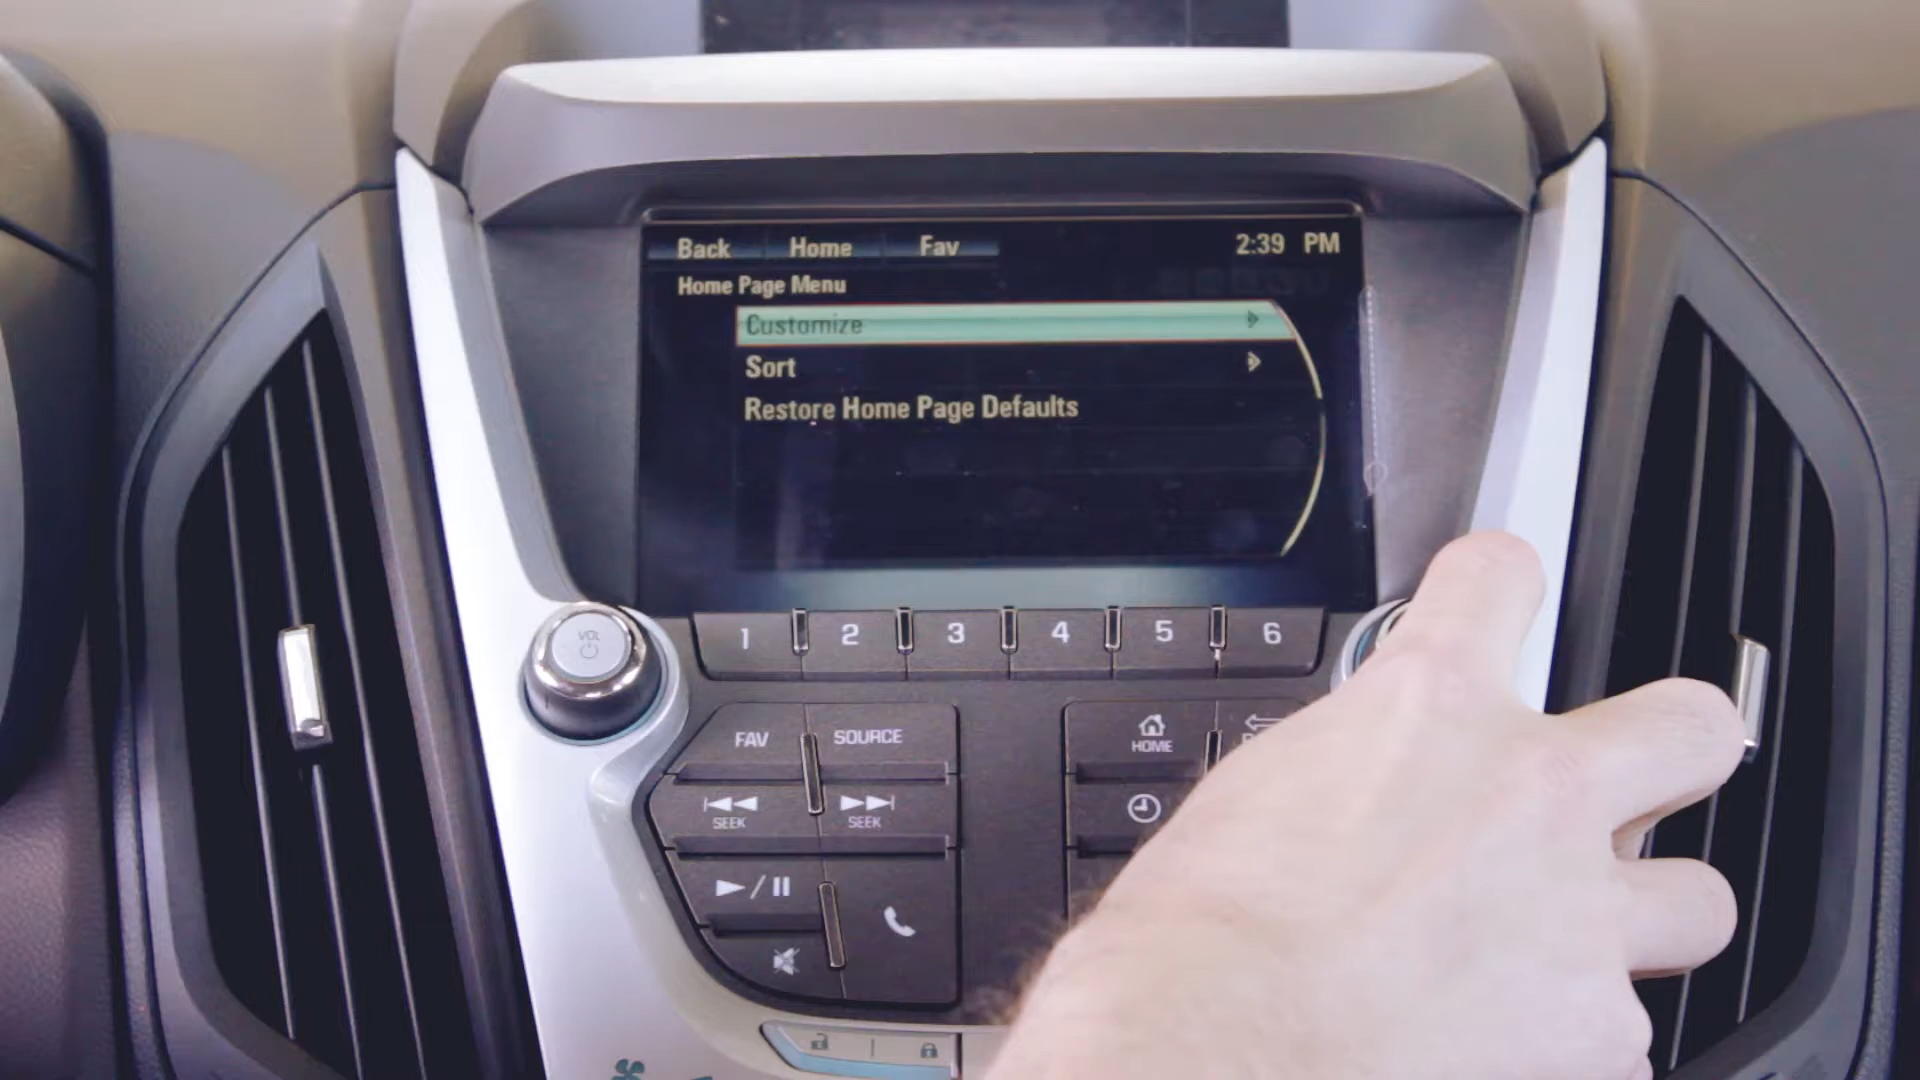 Back Home Fav 2:39 PM
Home Page Menu
Customize
Sort
Restore Home Page Defaults
VOL
1 2 3 4 5 6
FAV SOURCE
HOME
SEEK SEEK